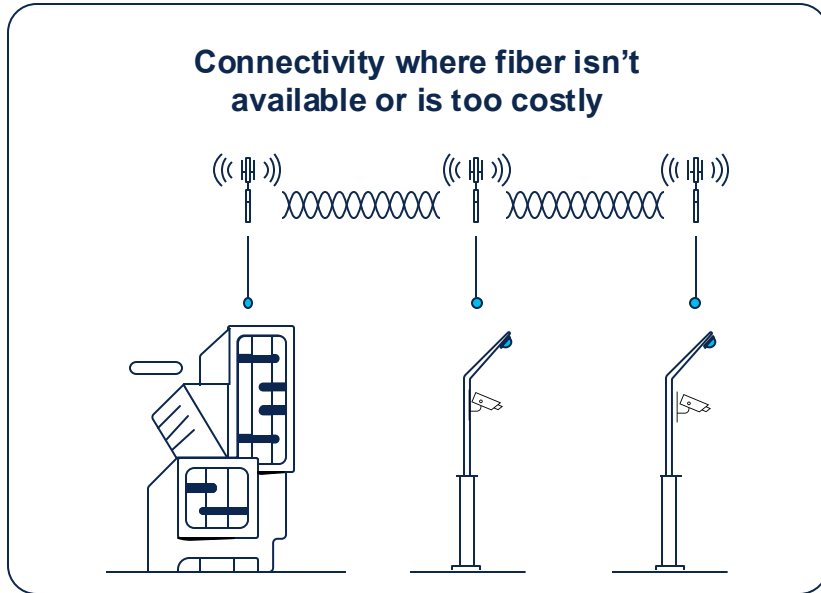 Connectivity where fiber isn’t
available or is too costly